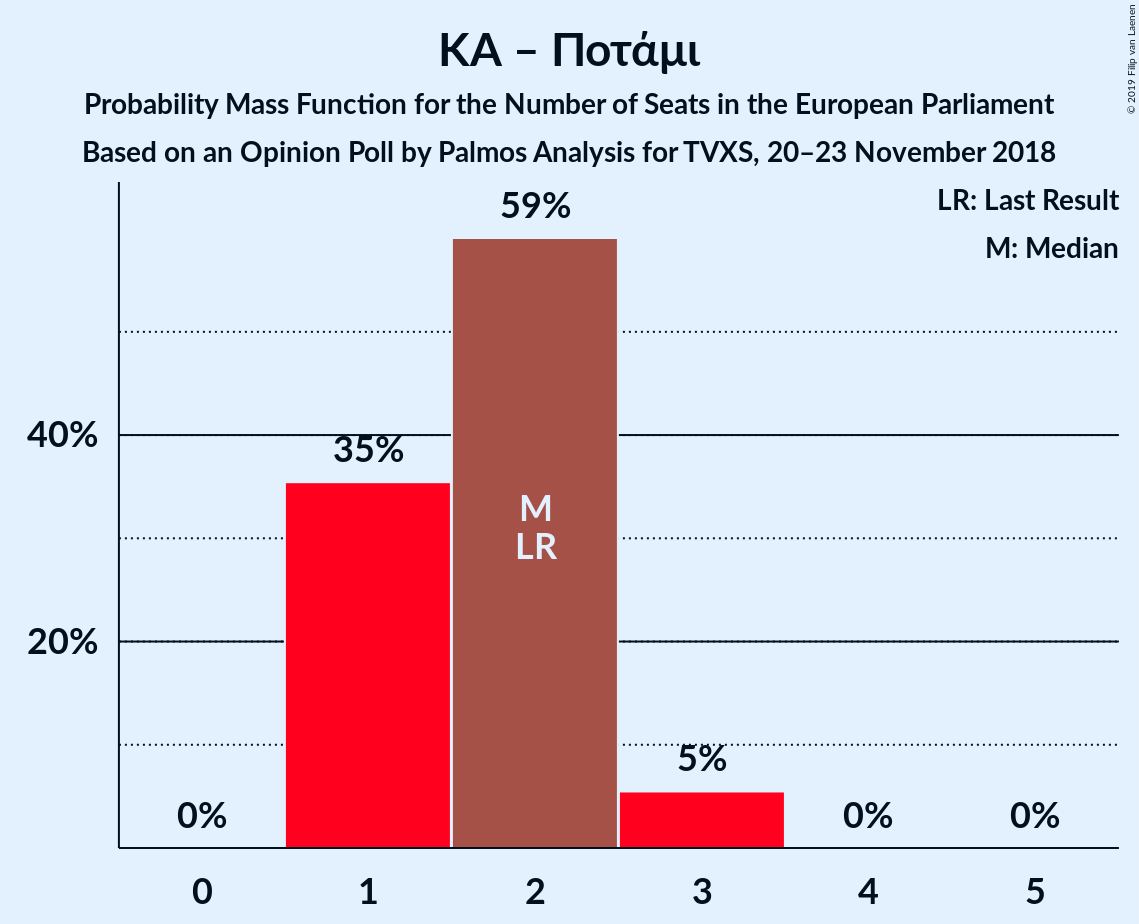 ΚΑ – Ποτάμι
Probability Mass Function for the Number of Seats in the European Parliament
Based on an Opinion Poll by Palmos Analysis for TVXS, 20–23 November 2018
© 2019 Filip van Laenen
LR: Last Result
M: Median
59%
40%
35%
M
LR
20%
5%
0%
0%
0%
0
1
2
3
4
5